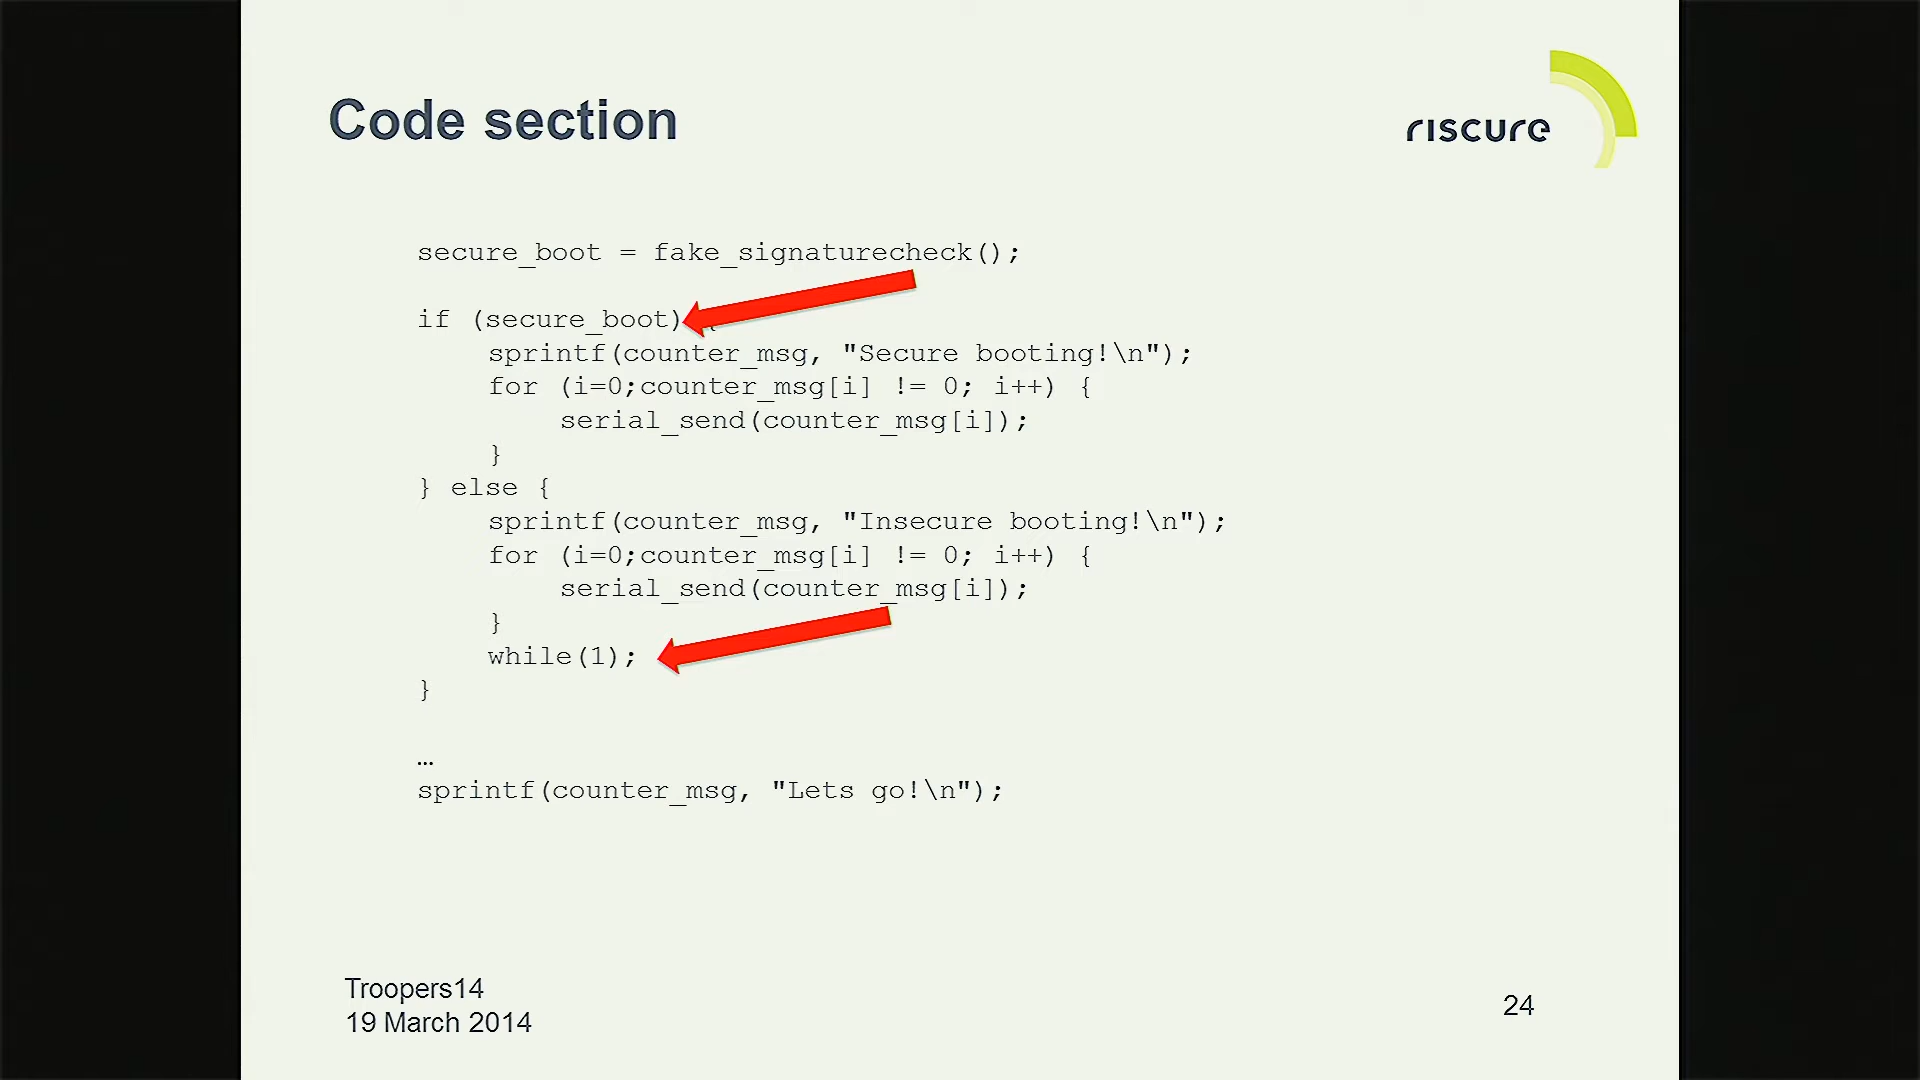 Code section
riscure
secure_boot = fake_signaturecheck();
if (secure_boot) {
sprintf(counter_msg, "Secure booting!\n");
for (i=0;counter_msg[i] != 0; i++) {
serial_send(counter_msg[i]);
}
} else {
sprintf(counter_msg, "Insecure booting!\n");
for (i=0;counter_msg[i] != 0; i++) {
serial_send(counter_msg[i]);
}
while(1);
}
…
sprintf(counter_msg, "Lets go!\n");
Troopers14
19 March 2014
24